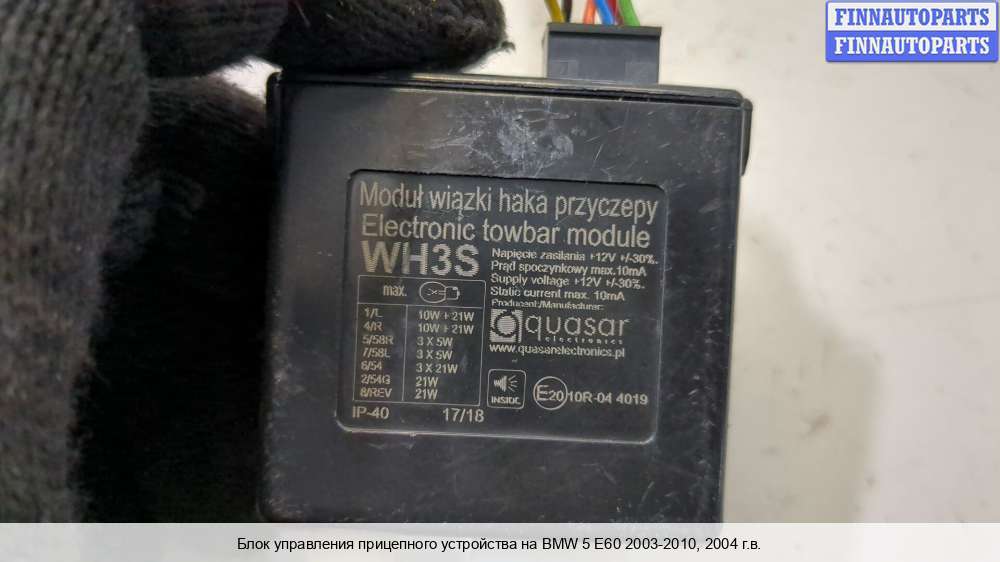 FINNAUTOPARTS
FINNAUTOPARTS
Moduł wiązki haka przyczepy
Electronic towbar module
WH3S
Napięcie zasilania +12V +/-30%.
Prąd spoczynkowy max.10mA
Supply voltage +12V +/-30%.
Static current max. 10mA
Producent:/Manufacturer:
max.
1/L 10W + 21W
4/R 10W + 21W
5/58R 3 X 5W
7/58L 3 X 5W
6/54 3 X 21W
2/54G 21W
8/REV 21W
quasar
electronics
www.quasarelectronics.pl
INSIDE
E20 10R-04 4019
IP-40 17/18
Блок управления прицепного устройства на BMW 5 E60 2003-2010, 2004 г.в.